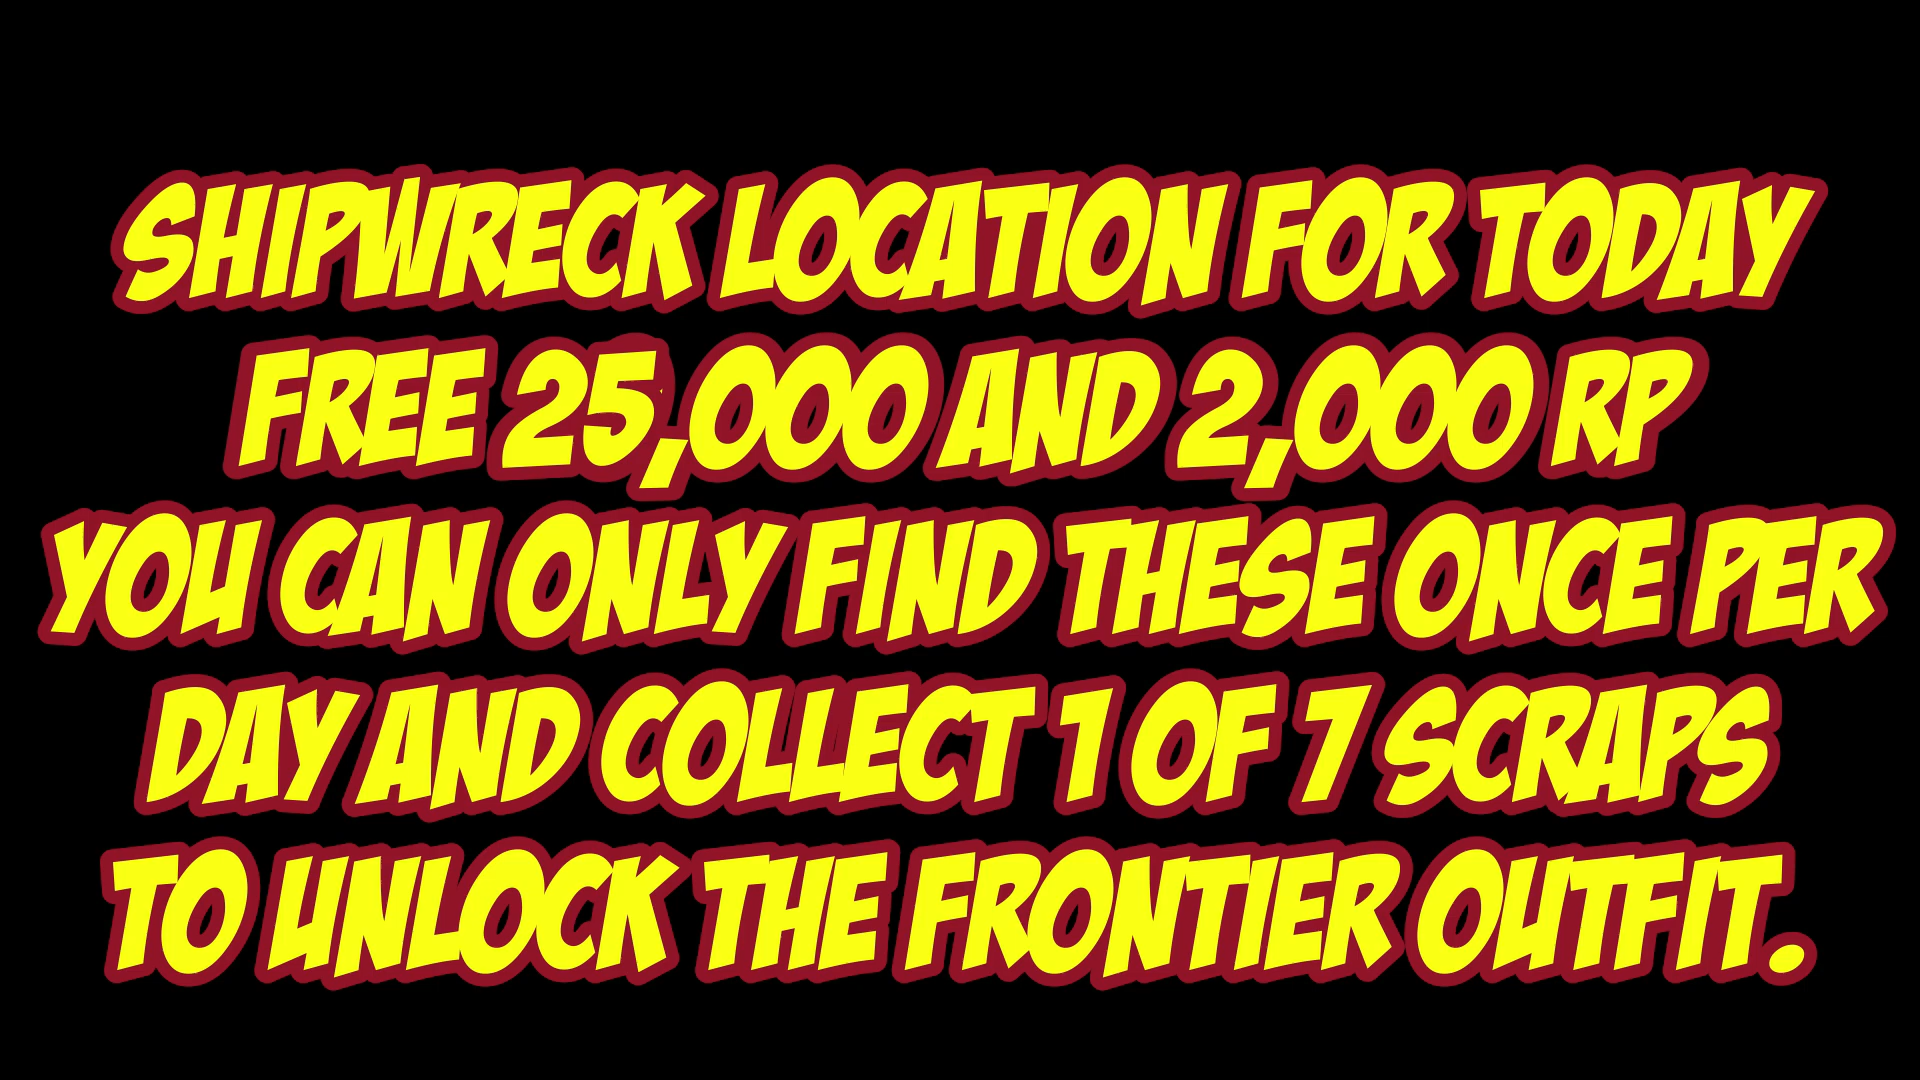 SHIPWRECK LOCATION FOR TODAY
FREE 25,000 AND 2,000 RP
YOU CAN ONLY FIND THESE ONCE PER
DAY AND COLLECT 1 OF 7 SCRAPS
TO UNLOCK THE FRONTIER OUTFIT.